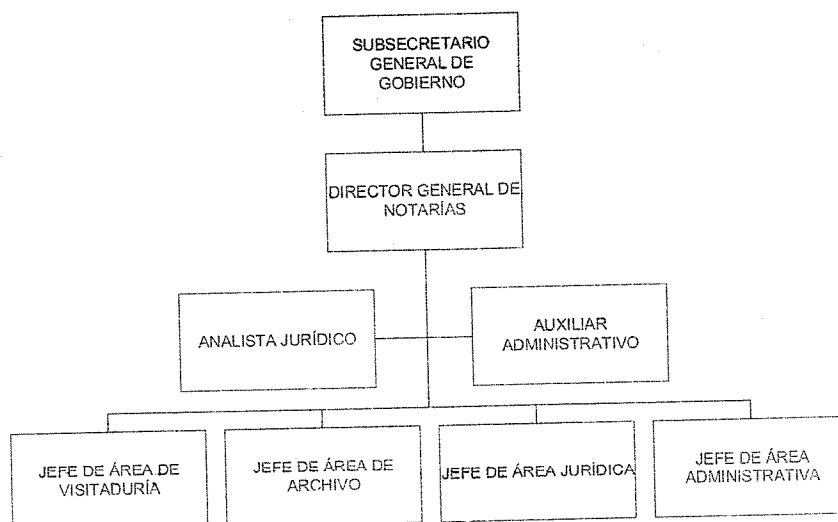 SUBSECRETARIO
GENERAL DE
GOBIERNO
DIRECTOR GENERAL DE
NOTARÍAS
ANALISTA JURÍDICO
AUXILIAR
ADMINISTRATIVO
JEFE DE ÁREA DE
VISITADURÍA
JEFE DE ÁREA DE
ARCHIVO
JEFE DE ÁREA JURÍDICA
JEFE DE ÁREA
ADMINISTRATIVA